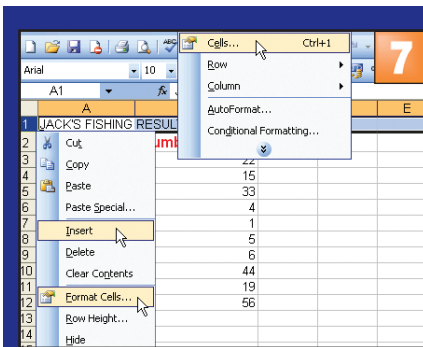 7
Cells... Ctrl+1
Row
Column
AutoFormat...
Conditional Formatting...
Arial 10
A1 fx
A E
1 JACK'S FISHING RESUL
2
3 22
4 15
5 33
6 4
7 1
8 5
9 6
10 44
11 19
12 56
13
14
Cut
Copy
Paste
Paste Special...
Insert
Delete
Clear Contents
Format Cells...
Row Height...
Hide